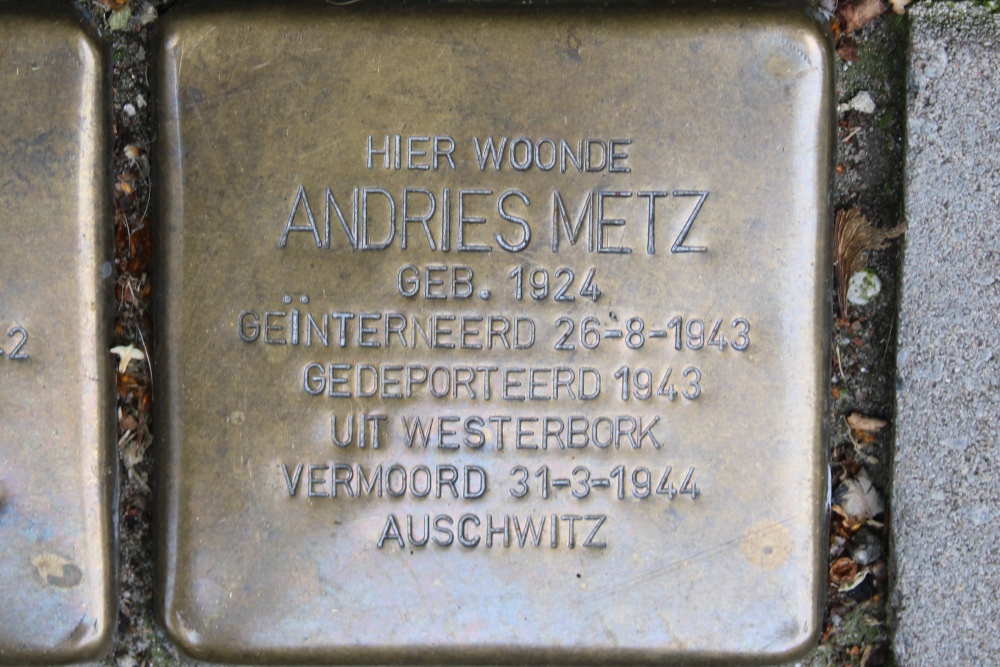 HIER WOONDE
ANDRIES METZ
GEB. 1924
GEÏNTERNEERD 26-8-1943
GEDEPORTEERD 1943
UIT WESTERBORK
VERMOORD 31-3-1944
AUSCHWITZ
2